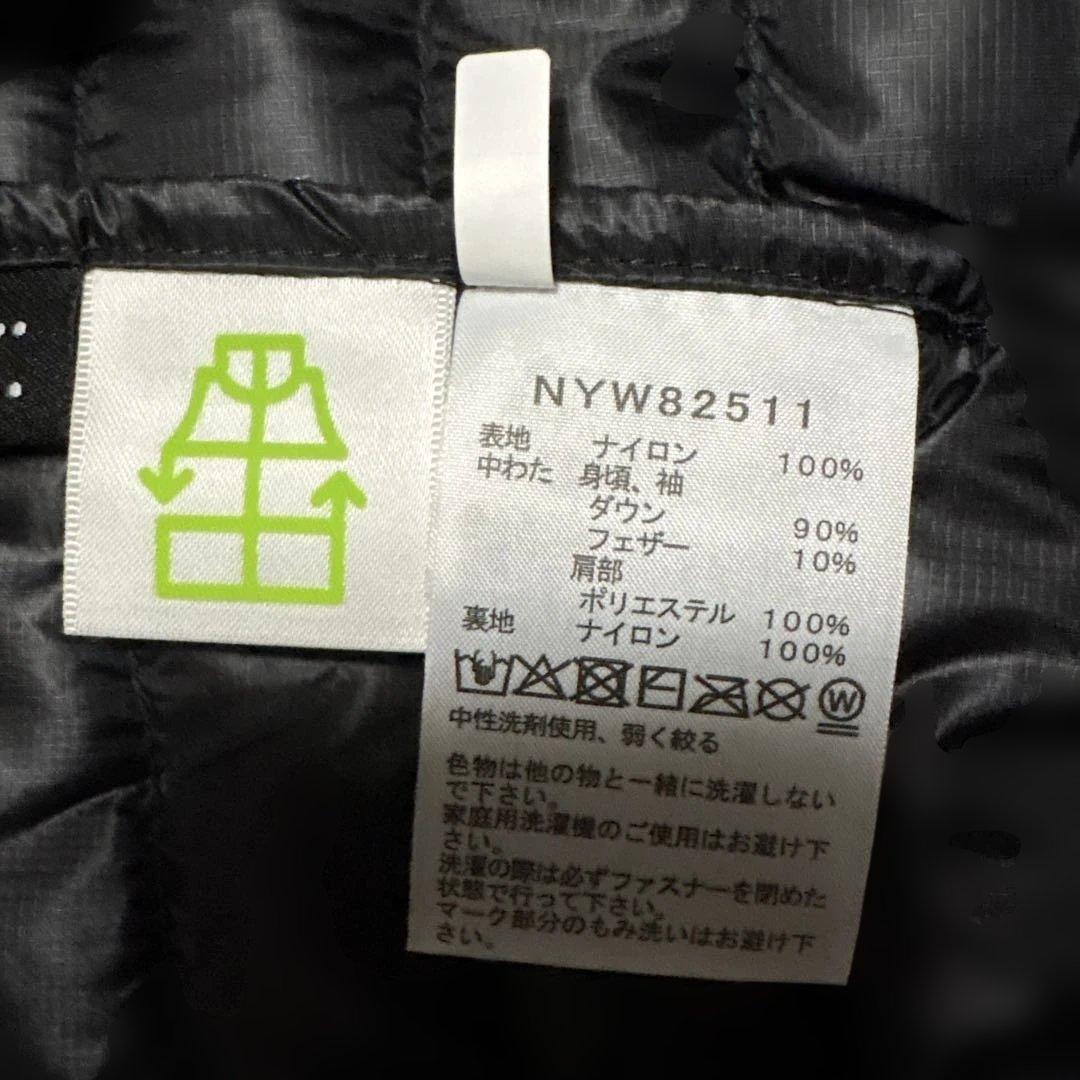 NYW82511
表地 ナイロン 100%
中わた 身頃、袖
ダウン 90%
フェザー 10%
肩部
ポリエステル 100%
裏地 ナイロン 100%
W
中性洗剤使用、弱く絞る
色物は他の物と一緒に洗濯しない
で下さい。
家庭用洗濯機のご使用はお避け下
さい。
洗濯の際は必ずファスナーを閉めた
状態で行って下さい。
マーク部分のもみ洗いはお避け下
さい。